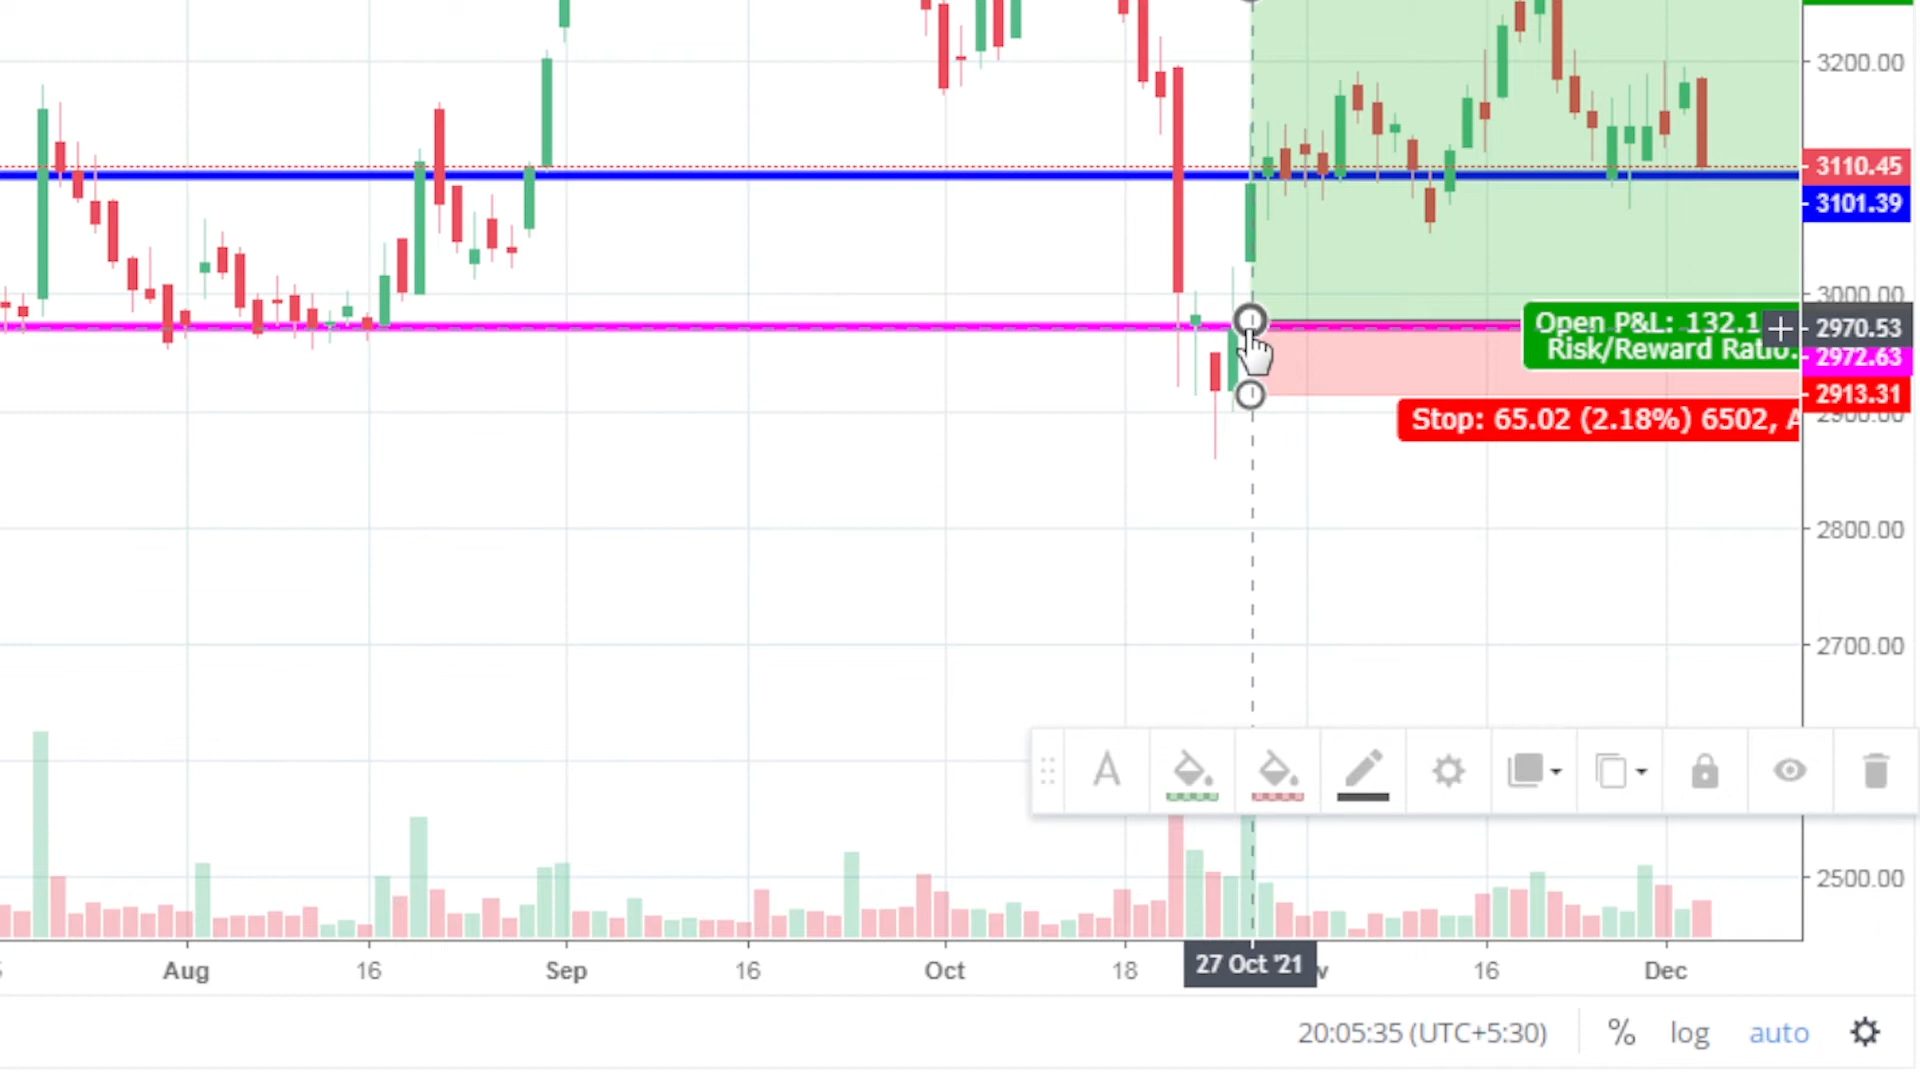 3200.00
3110.45
3101.39
3000.00
Open P&L: 132.1
2970.53
Risk/Reward Ratio:
2972.63
2913.31
2900.00
Stop: 65.02 (2.18%) 6502, A
2800.00
2700.00
A
2500.00
Aug 16 Sep 16 Oct 18 27 Oct '21 v 16 Dec
20:05:35 (UTC+5:30) % log auto